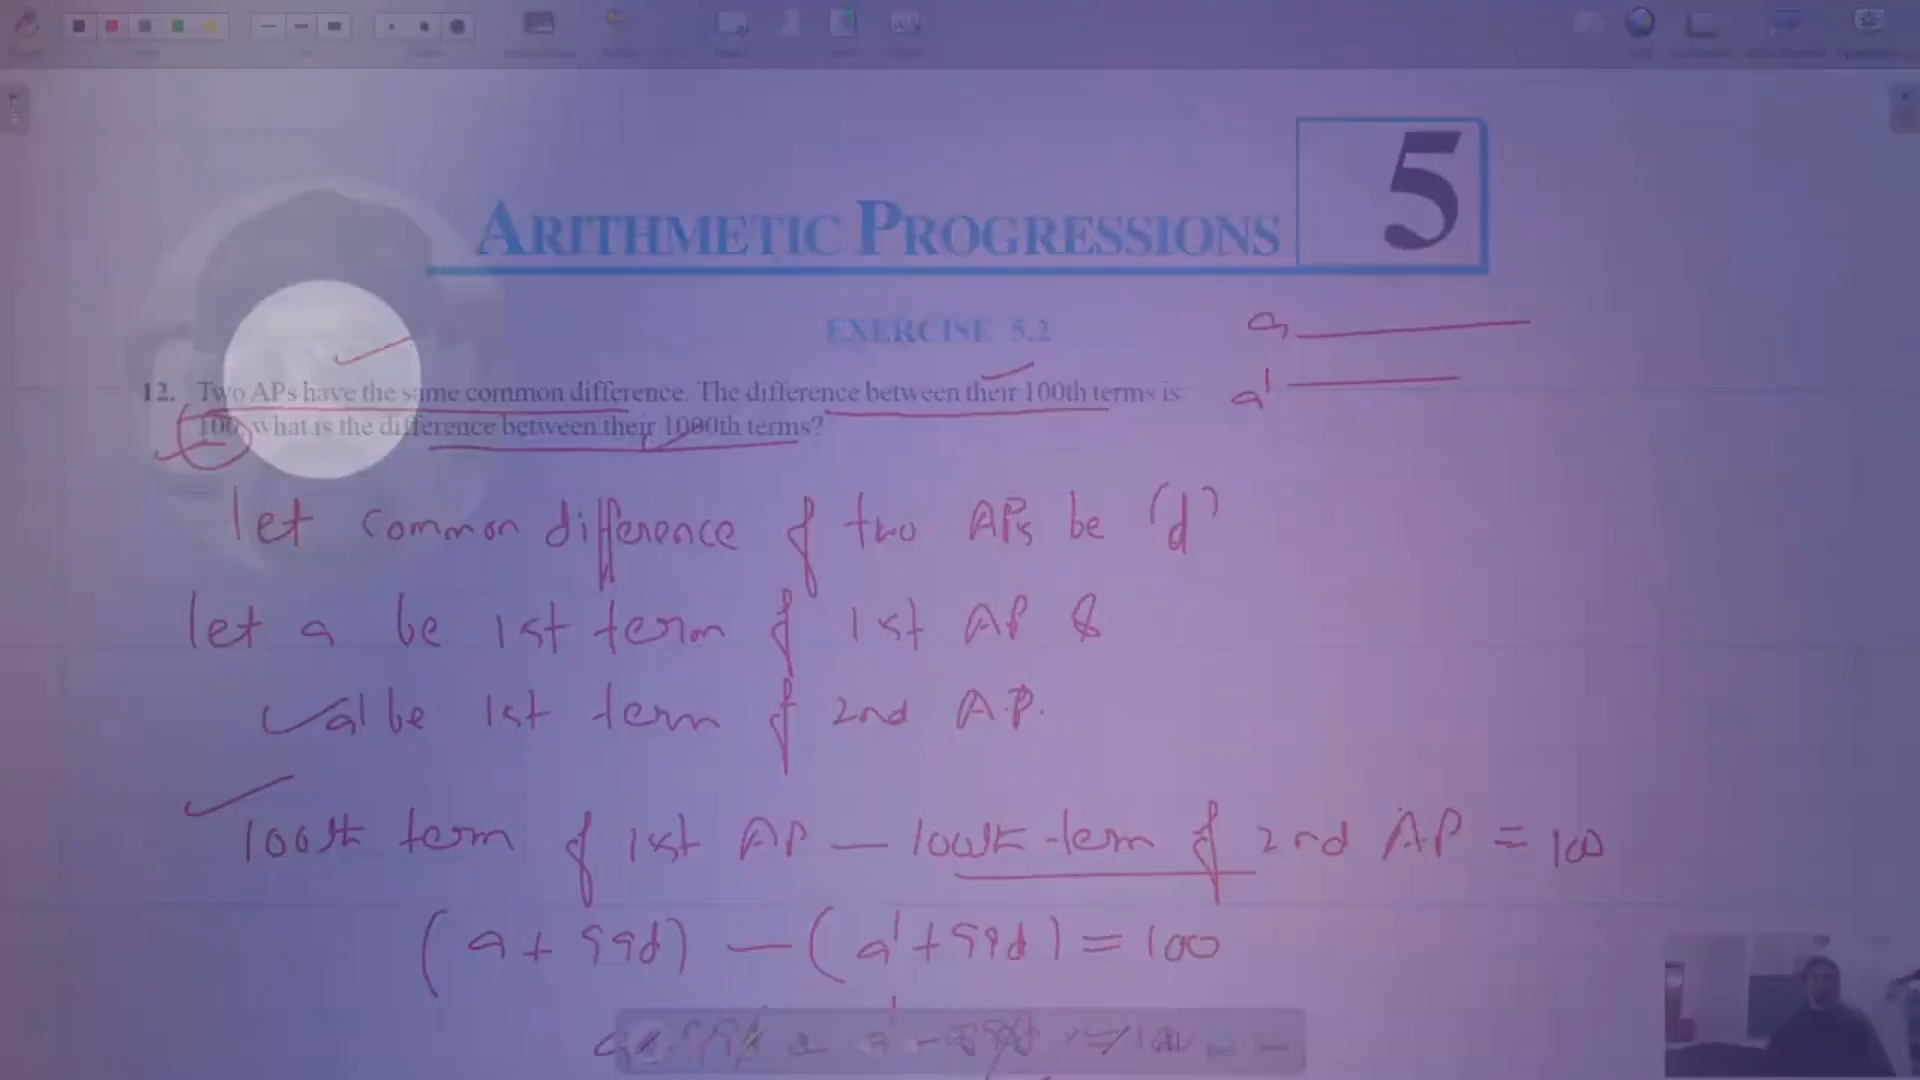 5
ARITHMETIC PROGRESSIONS
EXERCISE 5.2
a
a'
12. Two APs have the same common difference. The difference between their 100th terms is
100, what is the difference between their 1000th terms?
let common difference of two APs be (d)
let a be 1st term of 1st AP &
a' be 1st term of 2nd A.P.
100th term of 1st AP — 100th term of 2nd AP = 100
(a + 99d) — (a' + 99d) = 100